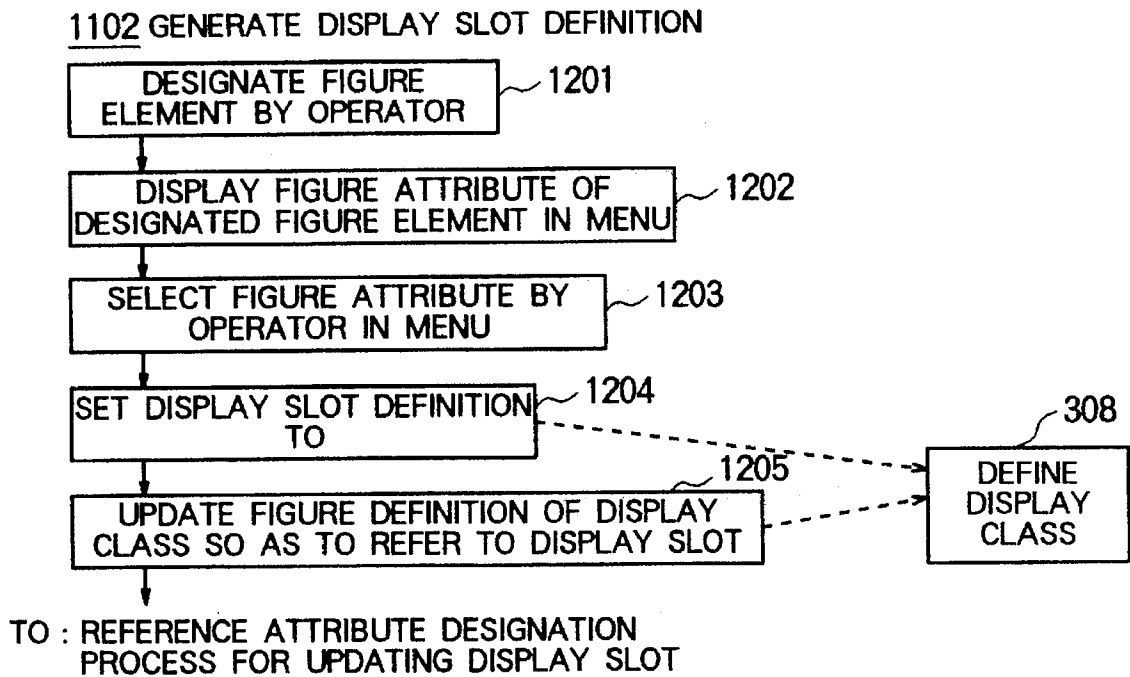 1102 GENERATE DISPLAY SLOT DEFINITION
DESIGNATE FIGURE
ELEMENT BY OPERATOR
1201
DISPLAY FIGURE ATTRIBUTE OF
DESIGNATED FIGURE ELEMENT IN MENU
1202
SELECT FIGURE ATTRIBUTE BY
OPERATOR IN MENU
1203
SET DISPLAY SLOT DEFINITION
TO
1204
UPDATE FIGURE DEFINITION OF DISPLAY
CLASS SO AS TO REFER TO DISPLAY SLOT
1205
308
DEFINE
DISPLAY
CLASS
TO : REFERENCE ATTRIBUTE DESIGNATION
PROCESS FOR UPDATING DISPLAY SLOT